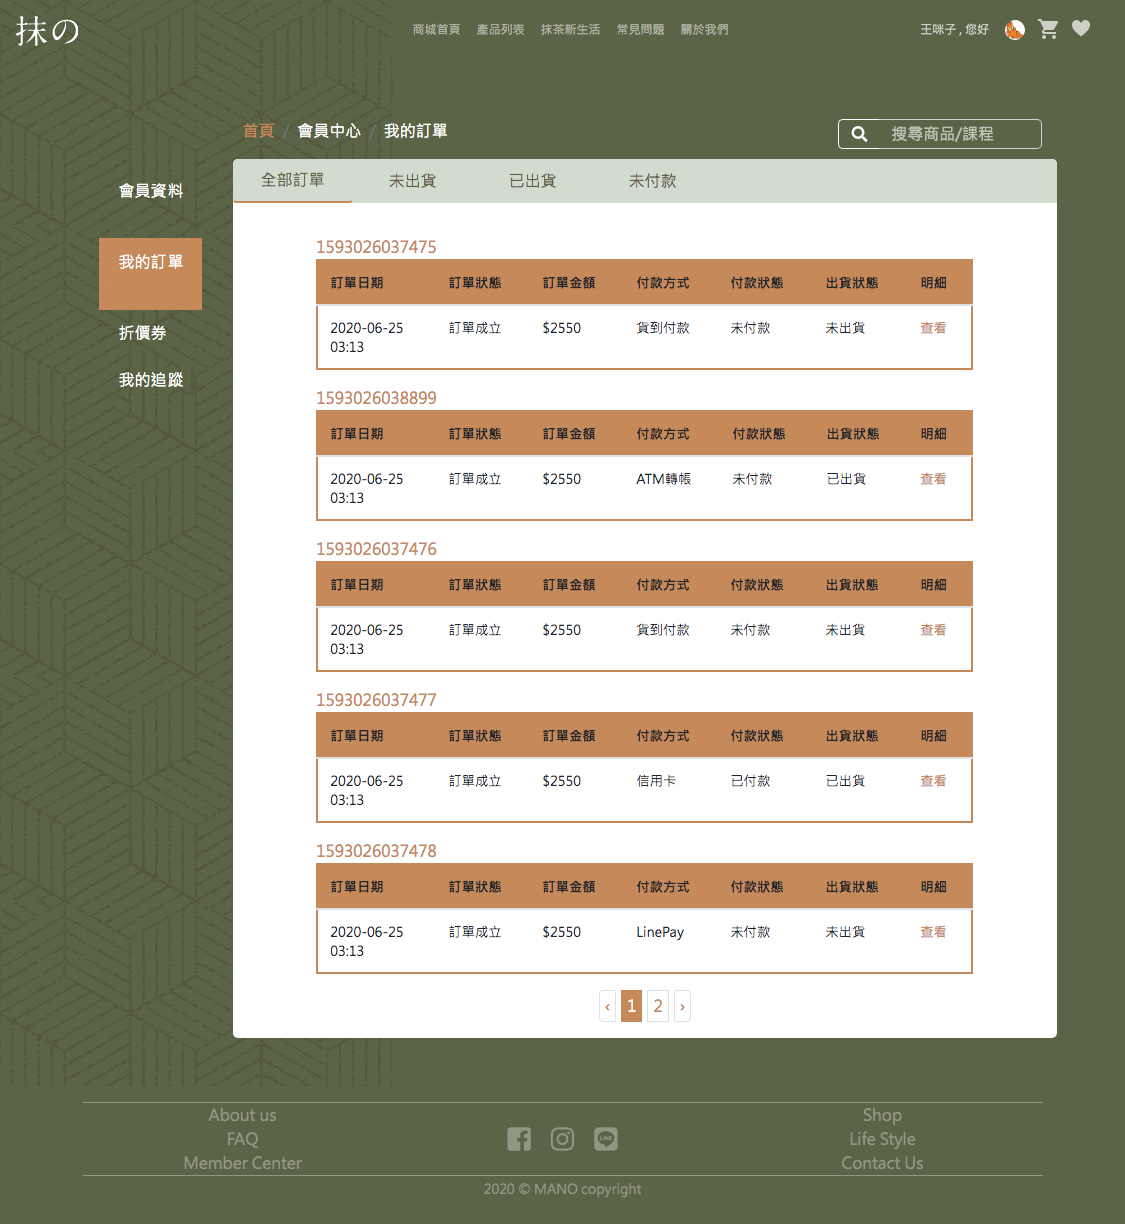 抹の
商城首頁 產品列表 抹茶新生活 常見問題 關於我們
王咪子 , 您好
首頁 / 會員中心 / 我的訂單
搜尋商品/課程
會員資料
我的訂單
折價券
我的追蹤
全部訂單 未出貨 已出貨 未付款
1593026037475
訂單日期 訂單狀態 訂單金額 付款方式 付款狀態 出貨狀態 明細
2020-06-25 訂單成立 $2550 貨到付款 未付款 未出貨 查看
03:13
1593026038899
訂單日期 訂單狀態 訂單金額 付款方式 付款狀態 出貨狀態 明細
2020-06-25 訂單成立 $2550 ATM轉帳 未付款 已出貨 查看
03:13
1593026037476
訂單日期 訂單狀態 訂單金額 付款方式 付款狀態 出貨狀態 明細
2020-06-25 訂單成立 $2550 貨到付款 未付款 未出貨 查看
03:13
1593026037477
訂單日期 訂單狀態 訂單金額 付款方式 付款狀態 出貨狀態 明細
2020-06-25 訂單成立 $2550 信用卡 已付款 已出貨 查看
03:13
1593026037478
訂單日期 訂單狀態 訂單金額 付款方式 付款狀態 出貨狀態 明細
2020-06-25 訂單成立 $2550 LinePay 未付款 未出貨 查看
03:13
‹ 1 2 ›
About us
FAQ
Member Center
LINE
Shop
Life Style
Contact Us
2020 © MANO copyright